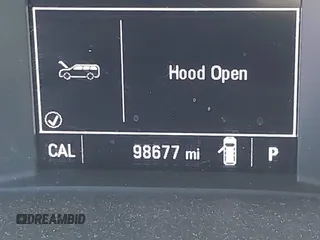 Hood Open
CAL 98677 mi P
DREAMBID